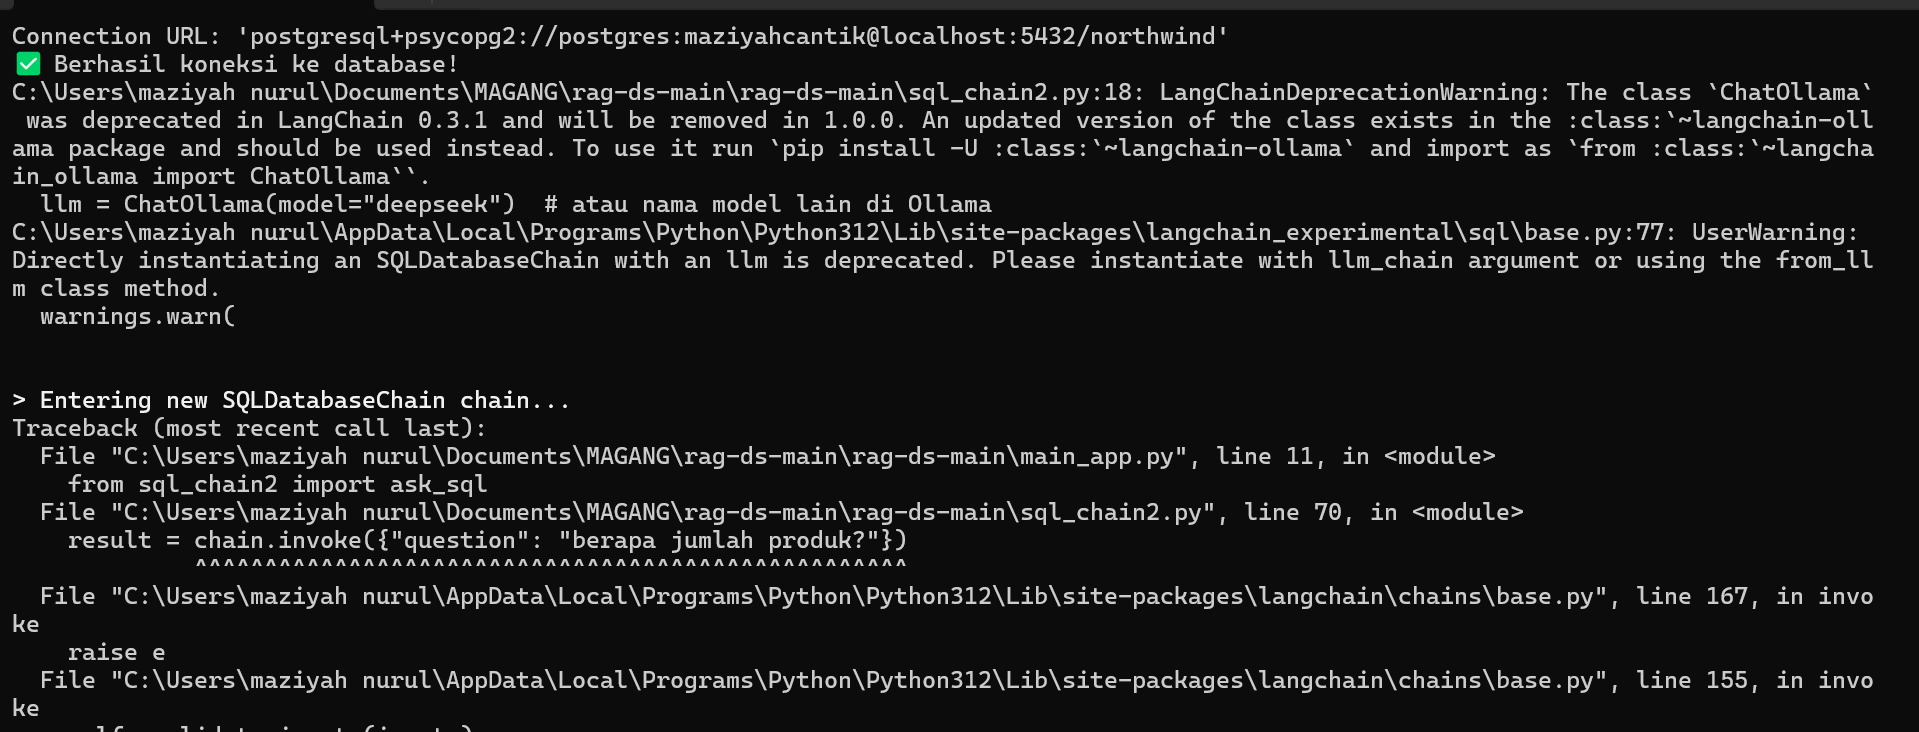 Connection URL: 'postgresql+psycopg2://postgres:maziyahcantik@localhost:5432/northwind'
✅ Berhasil koneksi ke database!
C:\Users\maziyah nurul\Documents\MAGANG\rag-ds-main\rag-ds-main\sql_chain2.py:18: LangChainDeprecationWarning: The class `ChatOllama`
 was deprecated in LangChain 0.3.1 and will be removed in 1.0.0. An updated version of the class exists in the :class:`~langchain-oll
ama package and should be used instead. To use it run `pip install -U :class:`~langchain-ollama` and import as `from :class:`~langcha
in_ollama import ChatOllama``.
  llm = ChatOllama(model="deepseek")  # atau nama model lain di Ollama
C:\Users\maziyah nurul\AppData\Local\Programs\Python\Python312\Lib\site-packages\langchain_experimental\sql\base.py:77: UserWarning:
Directly instantiating an SQLDatabaseChain with an llm is deprecated. Please instantiate with llm_chain argument or using the from_ll
m class method.
  warnings.warn(
> Entering new SQLDatabaseChain chain...
Traceback (most recent call last):
  File "C:\Users\maziyah nurul\Documents\MAGANG\rag-ds-main\rag-ds-main\main_app.py", line 11, in <module>
    from sql_chain2 import ask_sql
  File "C:\Users\maziyah nurul\Documents\MAGANG\rag-ds-main\rag-ds-main\sql_chain2.py", line 70, in <module>
    result = chain.invoke({"question": "berapa jumlah produk?"})
             ^^^^^^^^^^^^^^^^^^^^^^^^^^^^^^^^^^^^^^^^^^^^^^^^^^^
  File "C:\Users\maziyah nurul\AppData\Local\Programs\Python\Python312\Lib\site-packages\langchain\chains\base.py", line 167, in invo
ke
    raise e
  File "C:\Users\maziyah nurul\AppData\Local\Programs\Python\Python312\Lib\site-packages\langchain\chains\base.py", line 155, in invo
ke